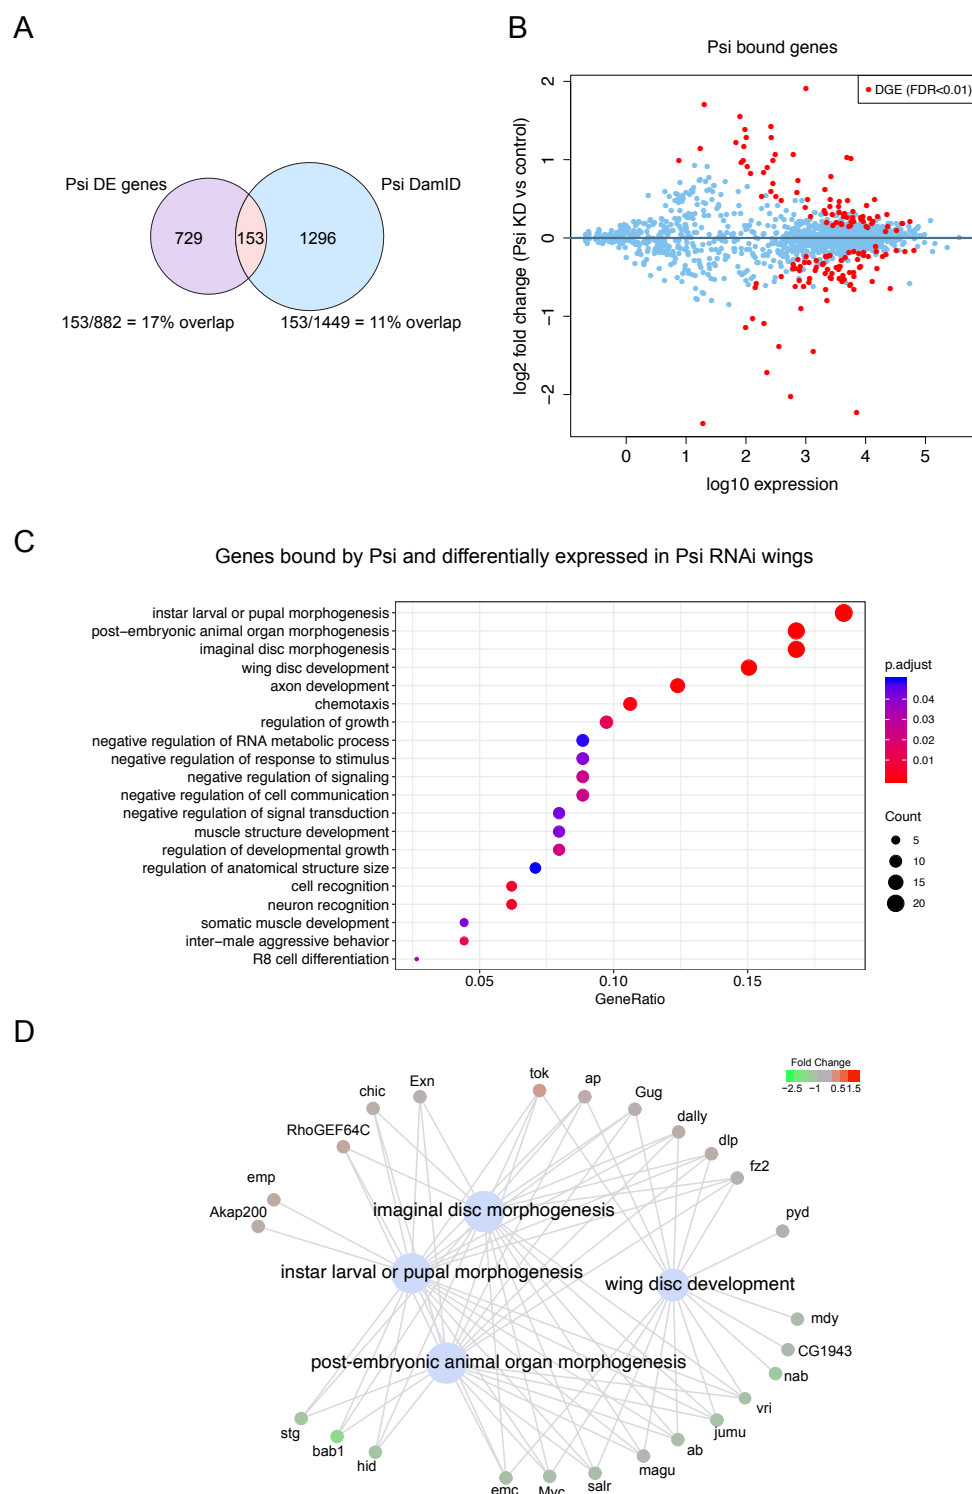 A
Psi DE genes
Psi DamID
729
153
1296
153/882 = 17% overlap
153/1449 = 11% overlap
B
Psi bound genes
DGE (FDR<0.01)
log2 fold change (Psi KD vs control)
2
1
0
−1
−2
0
1
2
3
4
5
log10 expression
C
Genes bound by Psi and differentially expressed in Psi RNAi wings
instar larval or pupal morphogenesis
post−embryonic animal organ morphogenesis
imaginal disc morphogenesis
wing disc development
axon development
chemotaxis
regulation of growth
negative regulation of RNA metabolic process
negative regulation of response to stimulus
negative regulation of signaling
negative regulation of cell communication
negative regulation of signal transduction
muscle structure development
regulation of developmental growth
regulation of anatomical structure size
cell recognition
neuron recognition
somatic muscle development
inter−male aggressive behavior
R8 cell differentiation
0.05
0.10
0.15
GeneRatio
p.adjust
0.04
0.03
0.02
0.01
Count
5
10
15
20
D
Fold Change
−2.5
−1
0.5
1.5
tok
ap
Exn
chic
Gug
dally
RhoGEF64C
dlp
fz2
emp
Akap200
pyd
imaginal disc morphogenesis
instar larval or pupal morphogenesis
wing disc development
post−embryonic animal organ morphogenesis
mdy
CG1943
nab
vri
jumu
ab
magu
salr
Myc
emc
hid
bab1
stg